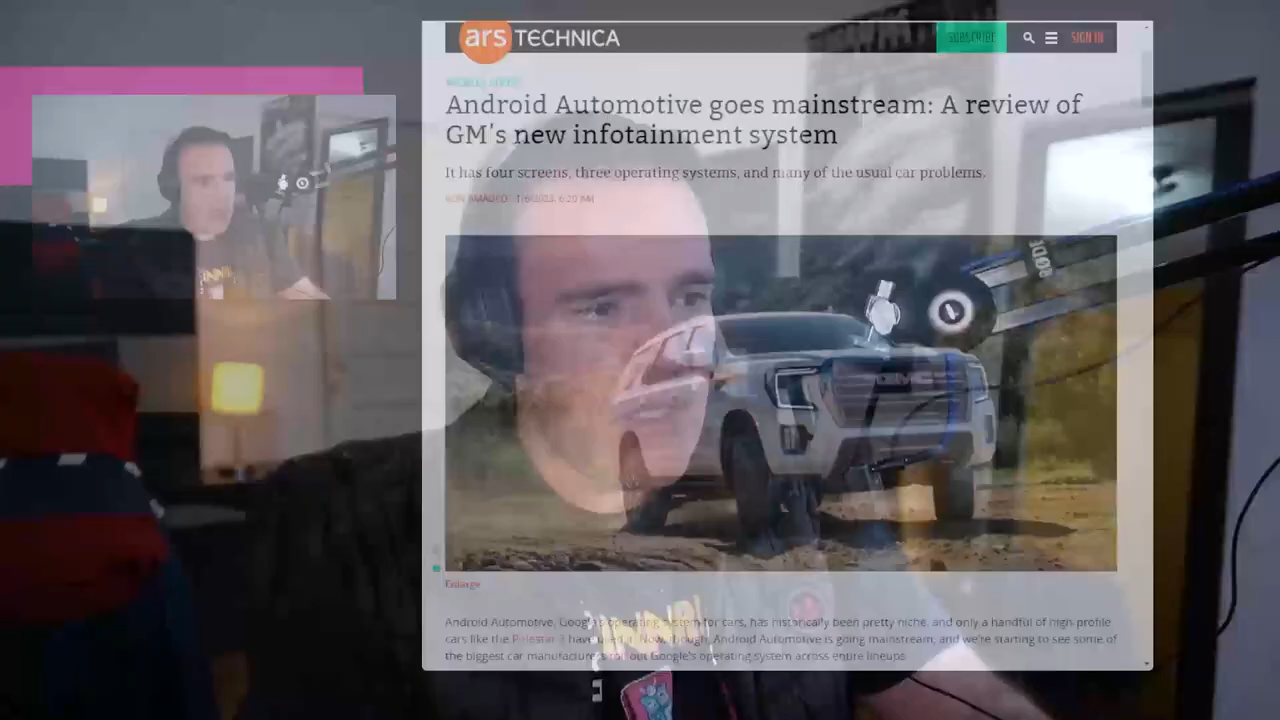 ars TECHNICA
SUBSCRIBE
SIGN IN
Android Automotive goes mainstream: A review of
GM's new infotainment system
It has four screens, three operating systems, and many of the usual car problems.
RON AMADEO
GMC
RODE
Enlarge
Android Automotive, Google's operating system for cars, has historically been pretty niche, and only a handful of high-profile
cars like the Polestar have used it. Now, though, Android Automotive is going mainstream, and we're starting to see some of
the biggest car manufacturers roll out Google's operating system across entire lineups